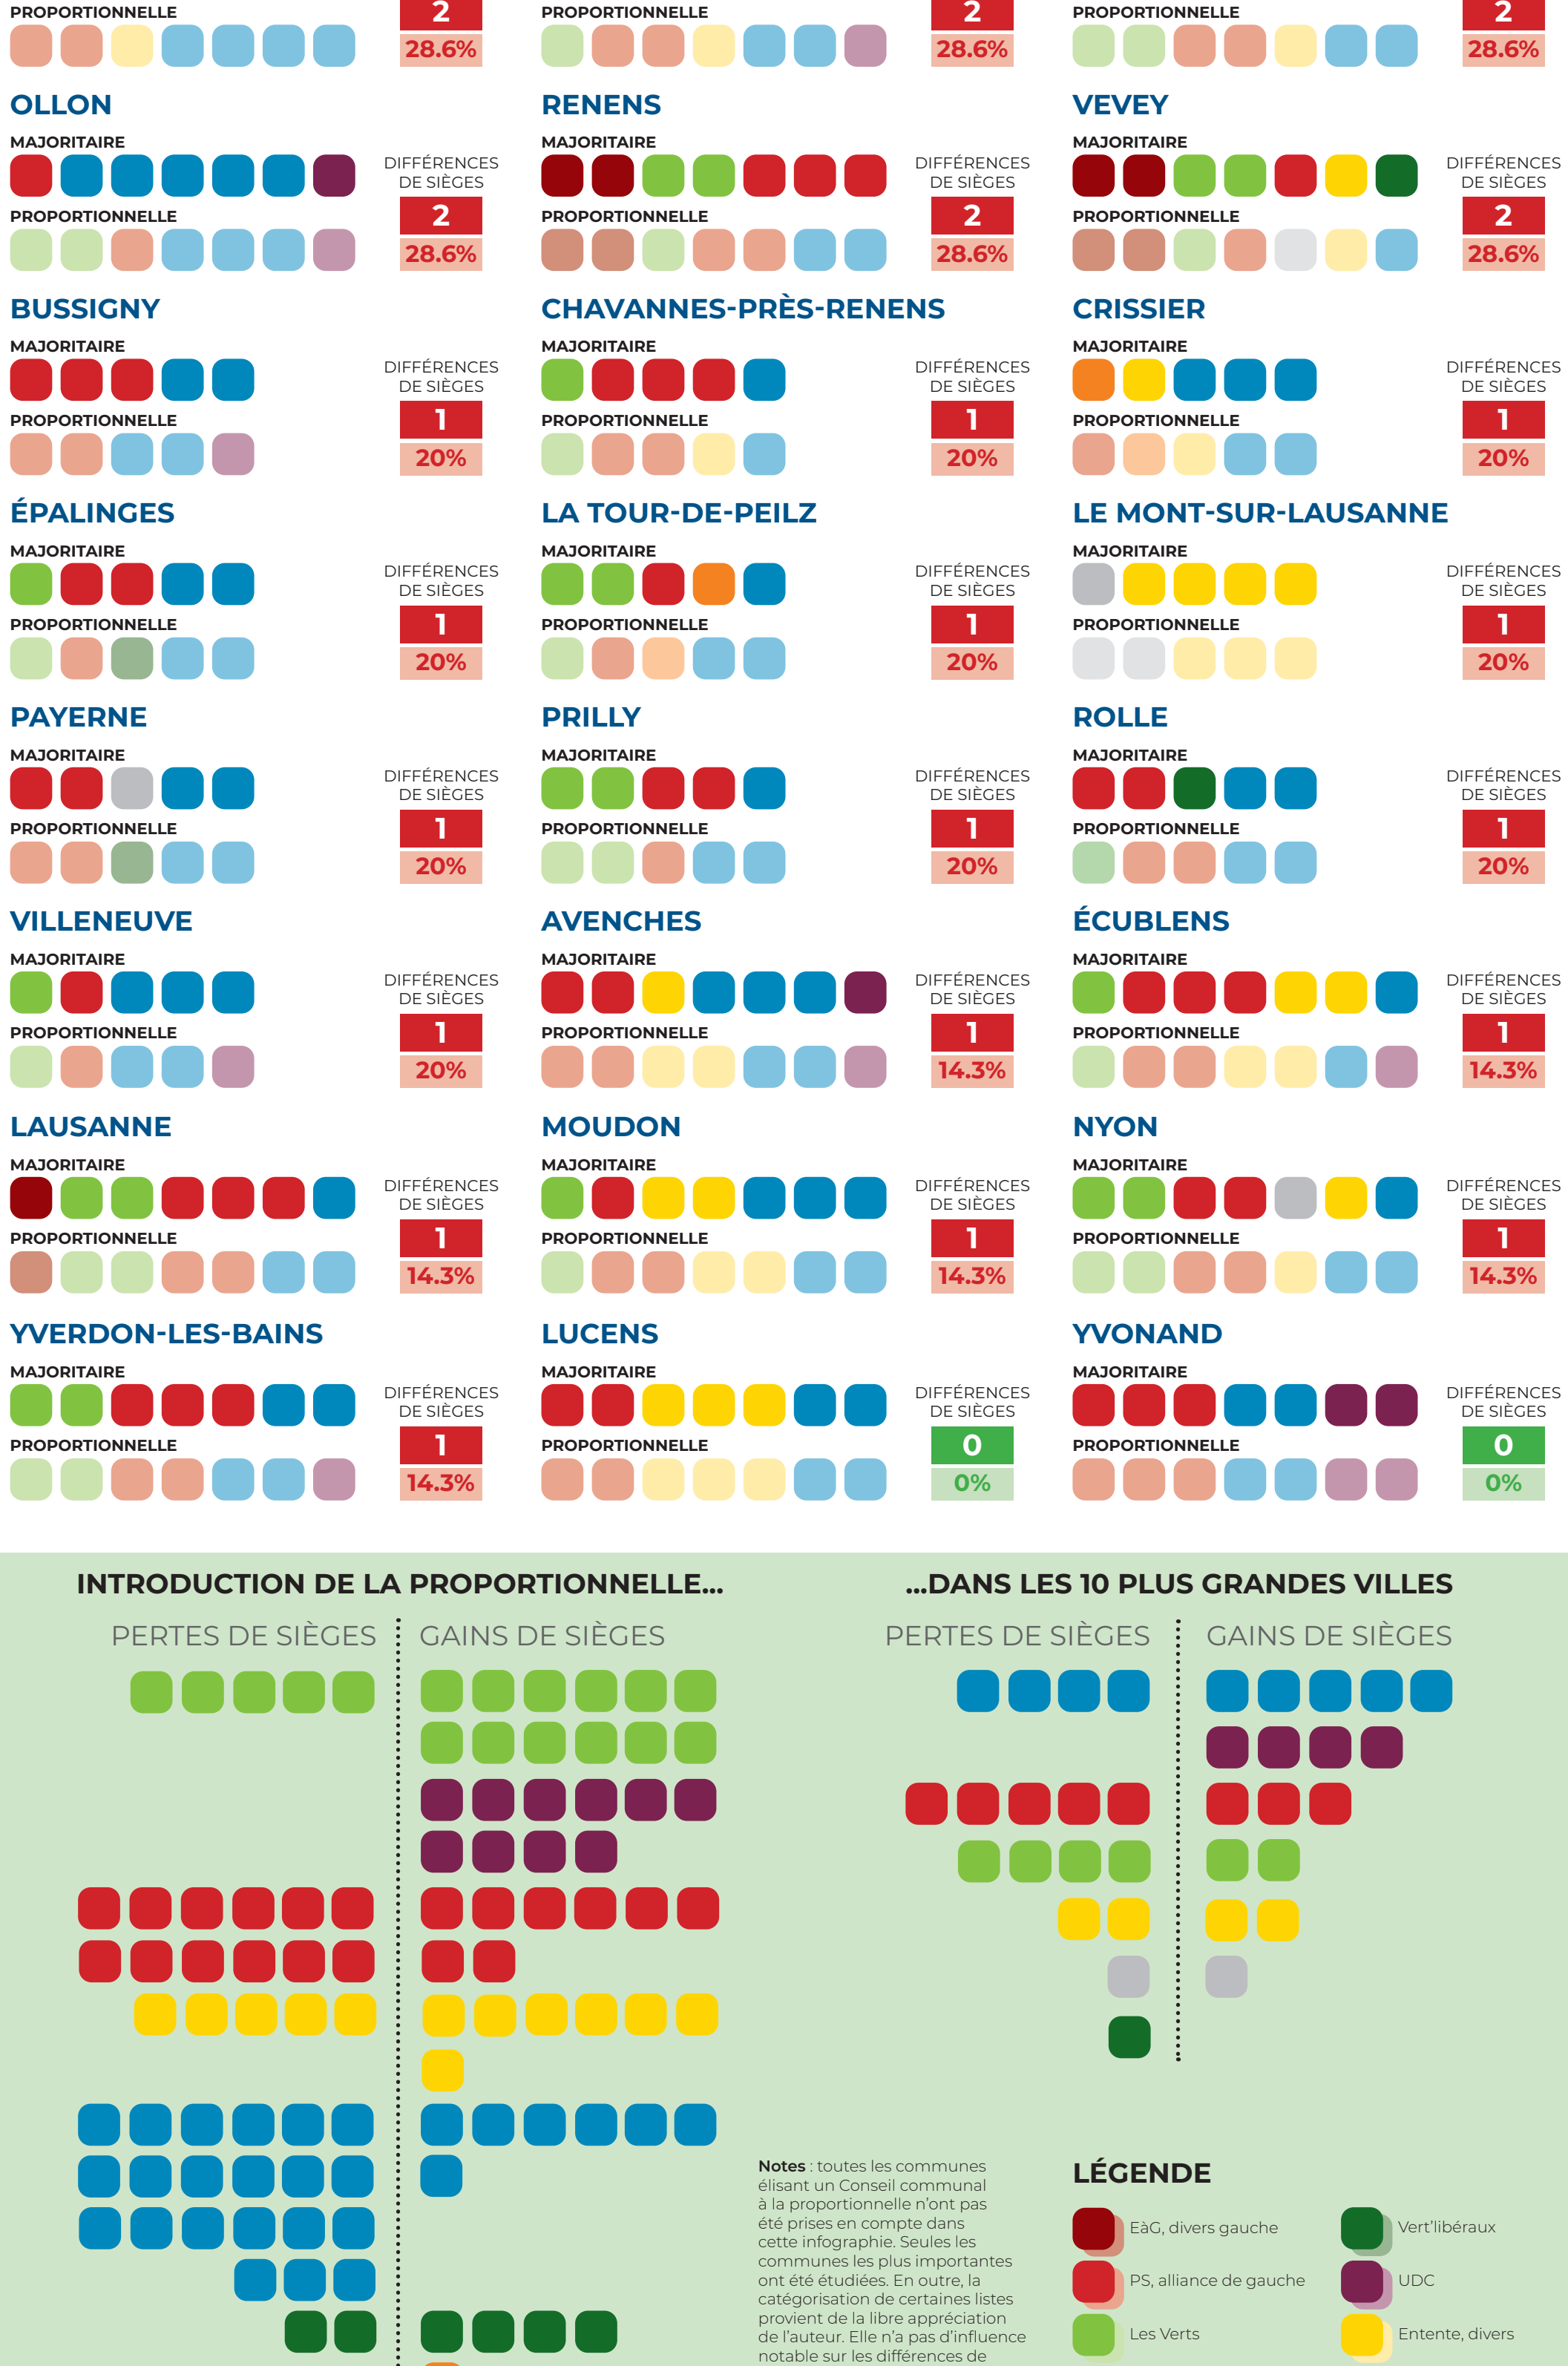 PROPORTIONNELLE
2
28.6%
PROPORTIONNELLE
2
28.6%
PROPORTIONNELLE
2
28.6%
OLLON
MAJORITAIRE
DIFFÉRENCES
DE SIÈGES
PROPORTIONNELLE
2
28.6%
RENENS
MAJORITAIRE
DIFFÉRENCES
DE SIÈGES
PROPORTIONNELLE
2
28.6%
VEVEY
MAJORITAIRE
DIFFÉRENCES
DE SIÈGES
PROPORTIONNELLE
2
28.6%
BUSSIGNY
MAJORITAIRE
DIFFÉRENCES
DE SIÈGES
PROPORTIONNELLE
1
20%
CHAVANNES-PRÈS-RENENS
MAJORITAIRE
DIFFÉRENCES
DE SIÈGES
PROPORTIONNELLE
1
20%
CRISSIER
MAJORITAIRE
DIFFÉRENCES
DE SIÈGES
PROPORTIONNELLE
1
20%
ÉPALINGES
MAJORITAIRE
DIFFÉRENCES
DE SIÈGES
PROPORTIONNELLE
1
20%
LA TOUR-DE-PEILZ
MAJORITAIRE
DIFFÉRENCES
DE SIÈGES
PROPORTIONNELLE
1
20%
LE MONT-SUR-LAUSANNE
MAJORITAIRE
DIFFÉRENCES
DE SIÈGES
PROPORTIONNELLE
1
20%
PAYERNE
MAJORITAIRE
DIFFÉRENCES
DE SIÈGES
PROPORTIONNELLE
1
20%
PRILLY
MAJORITAIRE
DIFFÉRENCES
DE SIÈGES
PROPORTIONNELLE
1
20%
ROLLE
MAJORITAIRE
DIFFÉRENCES
DE SIÈGES
PROPORTIONNELLE
1
20%
VILLENEUVE
MAJORITAIRE
DIFFÉRENCES
DE SIÈGES
PROPORTIONNELLE
1
20%
AVENCHES
MAJORITAIRE
DIFFÉRENCES
DE SIÈGES
PROPORTIONNELLE
1
14.3%
ÉCUBLENS
MAJORITAIRE
DIFFÉRENCES
DE SIÈGES
PROPORTIONNELLE
1
14.3%
LAUSANNE
MAJORITAIRE
DIFFÉRENCES
DE SIÈGES
PROPORTIONNELLE
1
14.3%
MOUDON
MAJORITAIRE
DIFFÉRENCES
DE SIÈGES
PROPORTIONNELLE
1
14.3%
NYON
MAJORITAIRE
DIFFÉRENCES
DE SIÈGES
PROPORTIONNELLE
1
14.3%
YVERDON-LES-BAINS
MAJORITAIRE
DIFFÉRENCES
DE SIÈGES
PROPORTIONNELLE
1
14.3%
LUCENS
MAJORITAIRE
DIFFÉRENCES
DE SIÈGES
PROPORTIONNELLE
0
0%
YVONAND
MAJORITAIRE
DIFFÉRENCES
DE SIÈGES
PROPORTIONNELLE
0
0%
INTRODUCTION DE LA PROPORTIONNELLE...
PERTES DE SIÈGES
GAINS DE SIÈGES
...DANS LES 10 PLUS GRANDES VILLES
PERTES DE SIÈGES
GAINS DE SIÈGES
Notes : toutes les communes
élisant un Conseil communal
à la proportionnelle n'ont pas
été prises en compte dans
cette infographie. Seules les
communes les plus importantes
ont été étudiées. En outre, la
catégorisation de certaines listes
provient de la libre appréciation
de l'auteur. Elle n'a pas d'influence
notable sur les différences de
LÉGENDE
EàG, divers gauche
PS, alliance de gauche
Les Verts
Vert'libéraux
UDC
Entente, divers